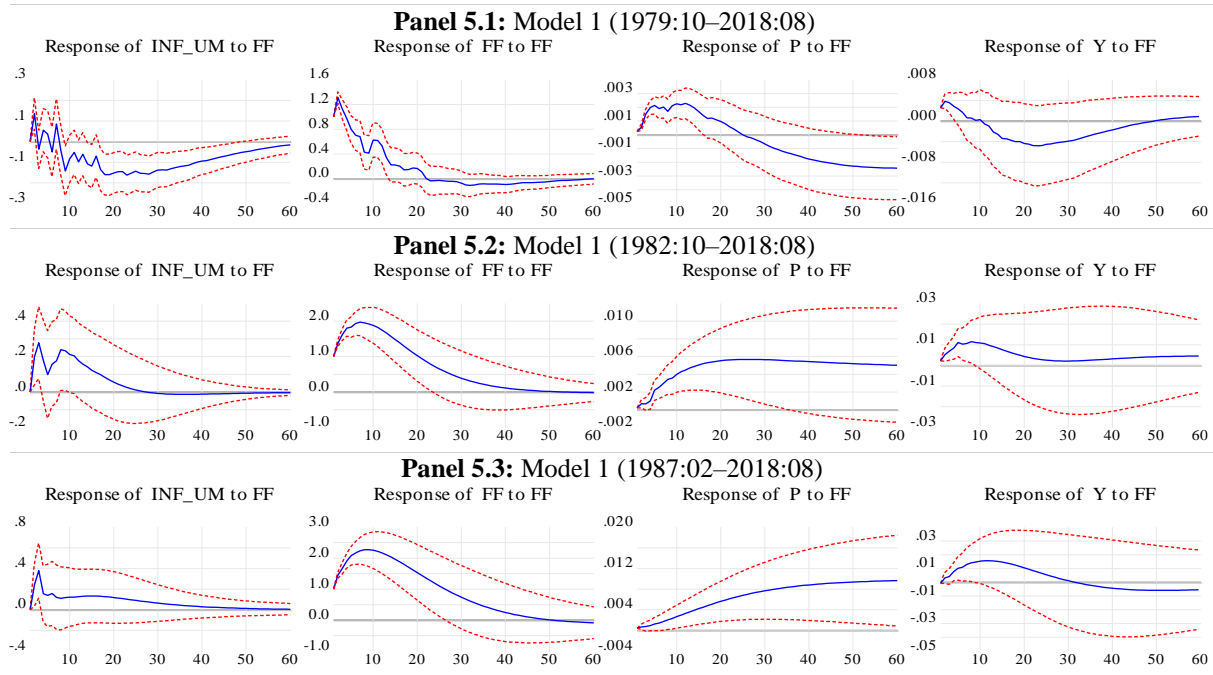 Panel 5.1: Model 1 (1979:10–2018:08)
Response of INF_UM to FF
Response of FF to FF
Response of P to FF
Response of Y to FF
.3
.1
-.1
-.3
10 20 30 40 50 60
1.6
1.2
0.8
0.4
0.0
-0.4
10 20 30 40 50 60
.003
.001
-.001
-.003
-.005
10 20 30 40 50 60
.008
.000
-.008
-.016
10 20 30 40 50 60
Panel 5.2: Model 1 (1982:10–2018:08)
Response of INF_UM to FF
Response of FF to FF
Response of P to FF
Response of Y to FF
.4
.2
.0
-.2
10 20 30 40 50 60
2.0
1.0
0.0
-1.0
10 20 30 40 50 60
.010
.006
.002
-.002
10 20 30 40 50 60
.03
.01
-.01
-.03
10 20 30 40 50 60
Panel 5.3: Model 1 (1987:02–2018:08)
Response of INF_UM to FF
Response of FF to FF
Response of P to FF
Response of Y to FF
.8
.4
.0
-.4
10 20 30 40 50 60
3.0
2.0
1.0
0.0
-1.0
10 20 30 40 50 60
.020
.012
.004
-.004
10 20 30 40 50 60
.03
.01
-.01
-.03
-.05
10 20 30 40 50 60